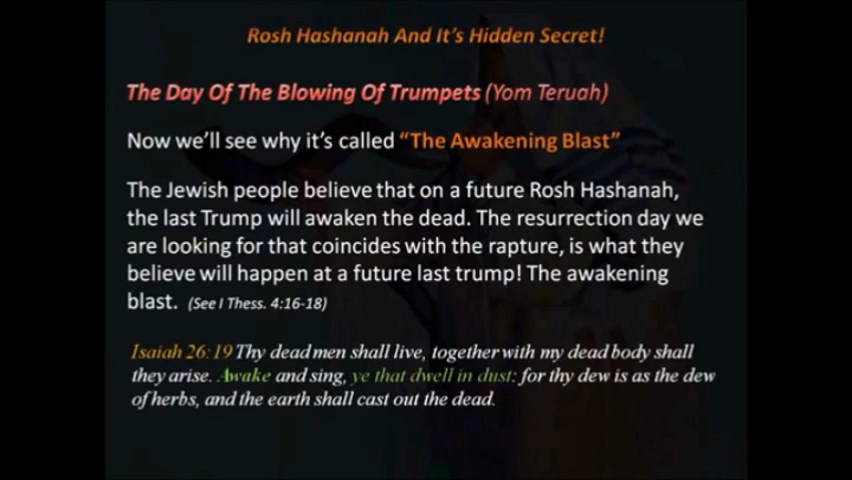 Rosh Hashanah And It's Hidden Secret!
The Day Of The Blowing Of Trumpets (Yom Teruah)
Now we'll see why it's called "The Awakening Blast"
The Jewish people believe that on a future Rosh Hashanah,
the last Trump will awaken the dead. The resurrection day we
are looking for that coincides with the rapture, is what they
believe will happen at a future last trump! The awakening
blast. (See I Thess. 4:16-18)
Isaiah 26:19 Thy dead men shall live, together with my dead body shall
they arise. Awake and sing, ye that dwell in dust: for thy dew is as the dew
of herbs, and the earth shall cast out the dead.